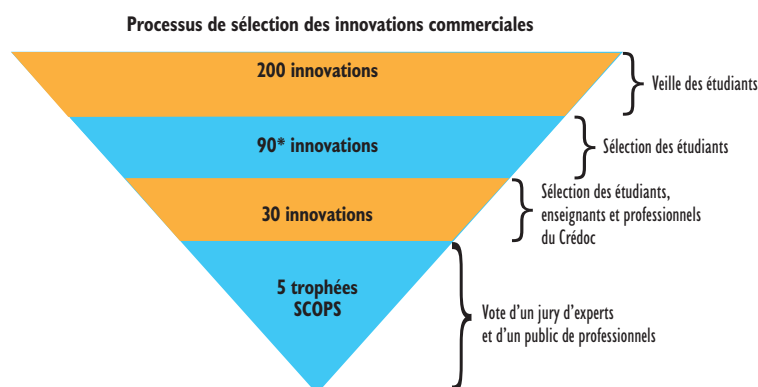 Processus de sélection des innovations commerciales
200 innovations
Veille des étudiants
90* innovations
Sélection des étudiants
30 innovations
Sélection des étudiants,
enseignants et professionnels
du Crédoc
5 trophées
SCOPS
Vote d'un jury d'experts
et d'un public de professionnels